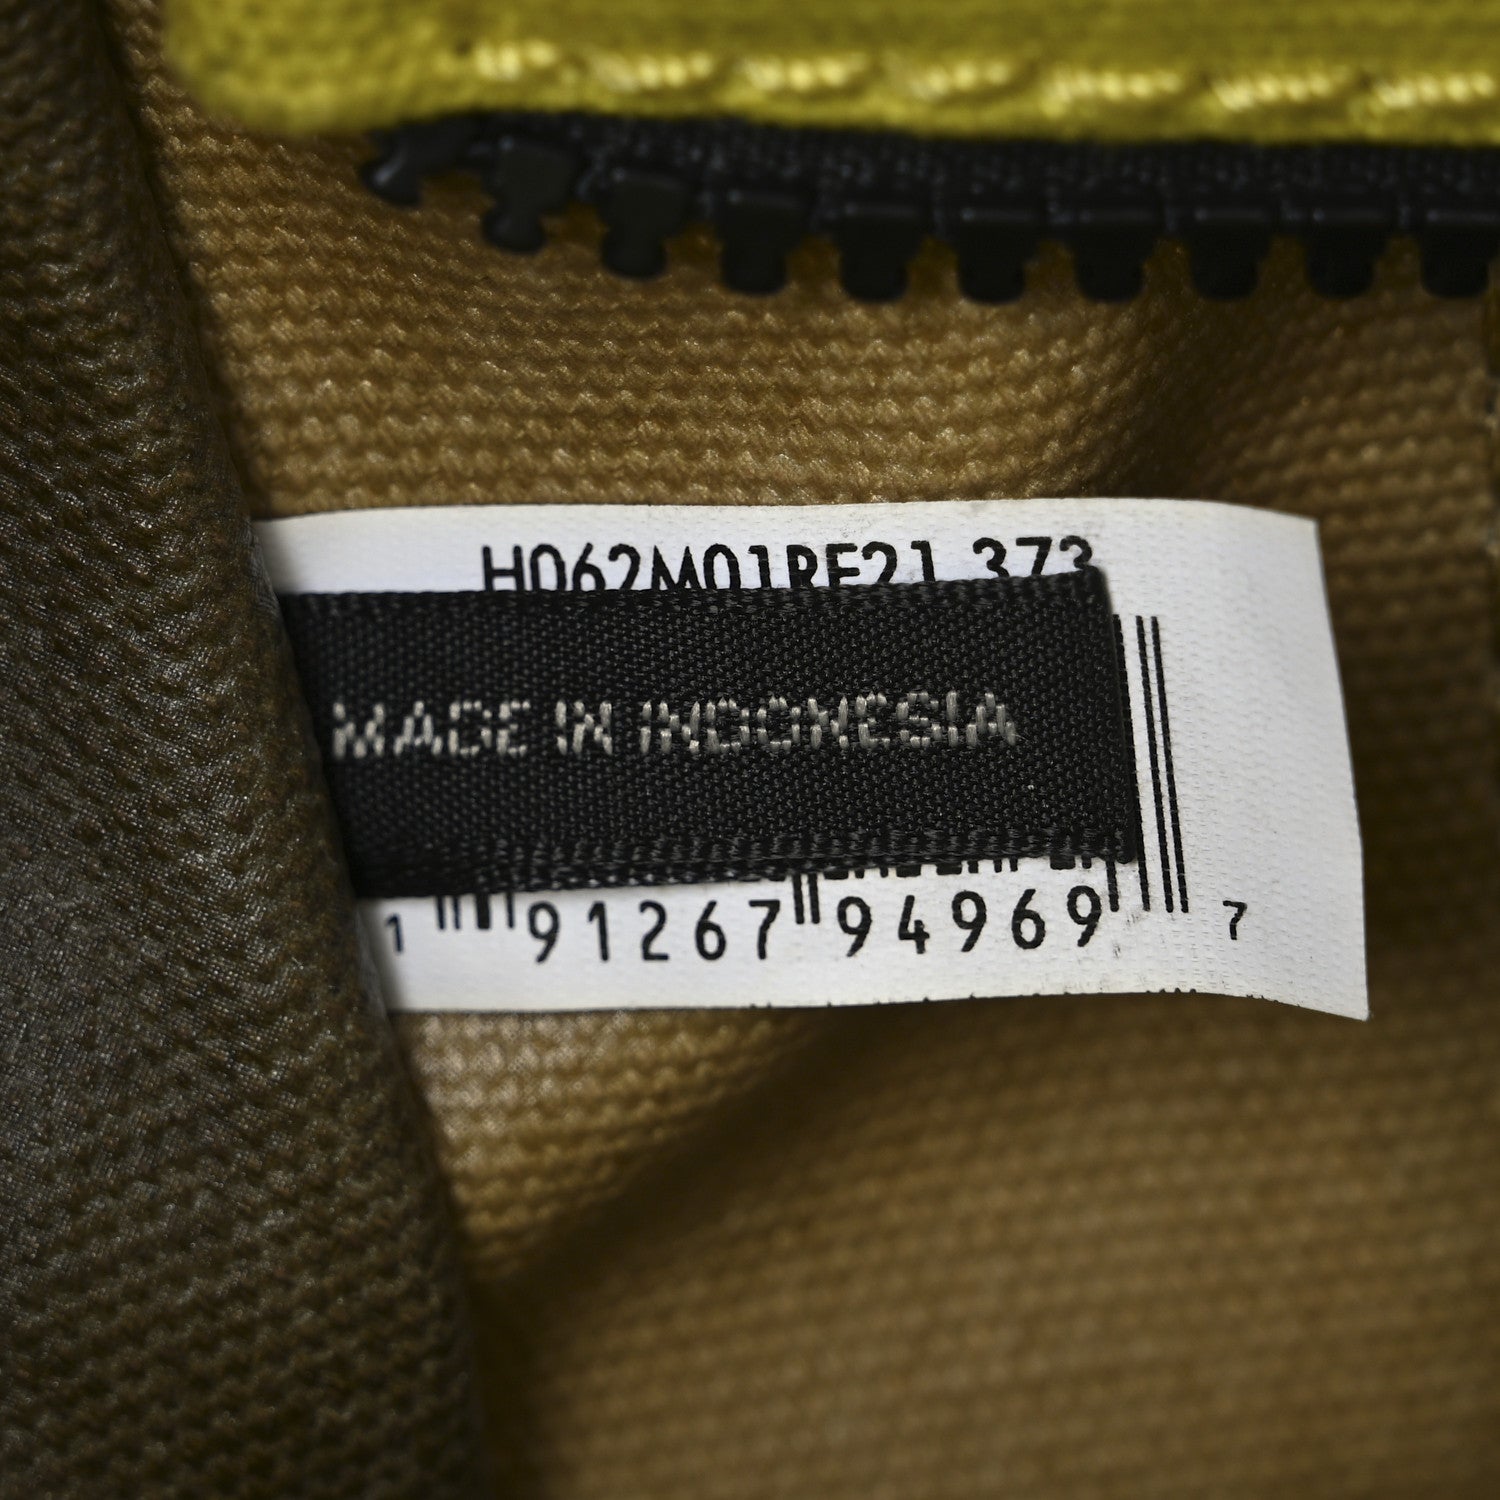 H062M01RE21 373
MADE IN INDONESIA
1 91267 94969 7